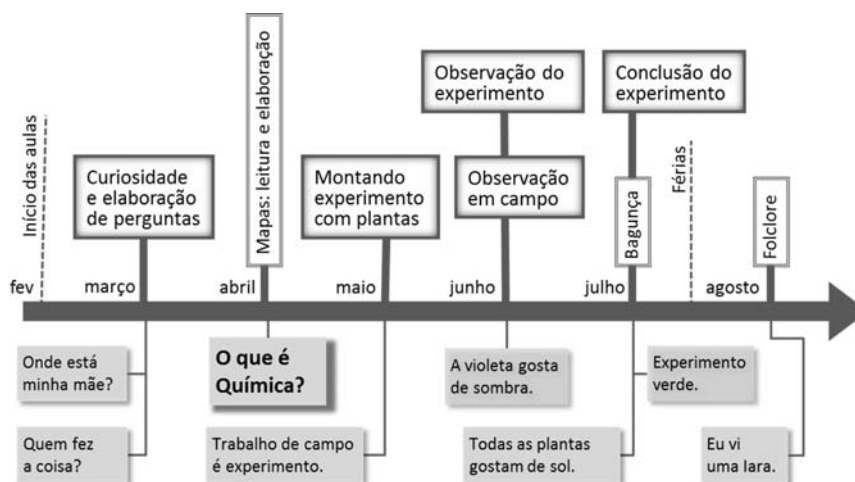 Início das aulas
Curiosidade
e elaboração
de perguntas
Mapas: leitura e elaboração
Montando
experimento
com plantas
Observação do
experimento
Observação
em campo
Conclusão do
experimento
Bagunça
Férias
Folclore
fev
março
abril
maio
junho
julho
agosto
Onde está
minha mãe?
Quem fez
a coisa?
O que é
Química?
Trabalho de campo
é experimento.
A violeta gosta
de sombra.
Todas as plantas
gostam de sol.
Experimento
verde.
Eu vi
uma Iara.